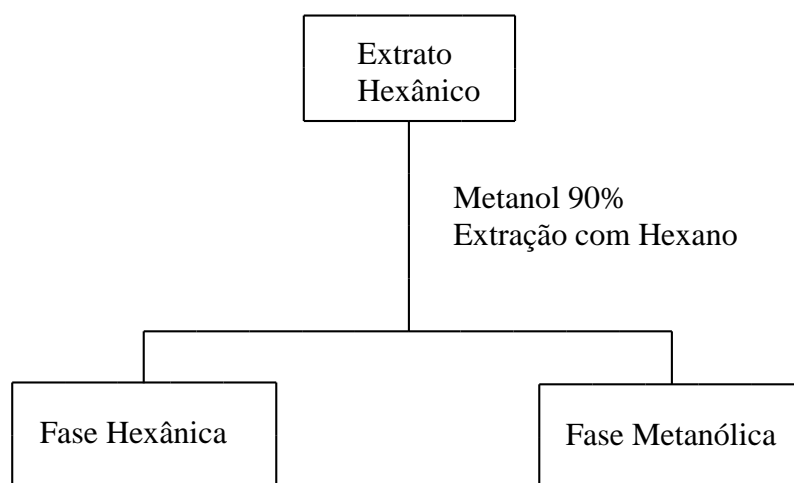 Extrato
Hexânico
Metanol 90%
Extração com Hexano
Fase Hexânica
Fase Metanólica